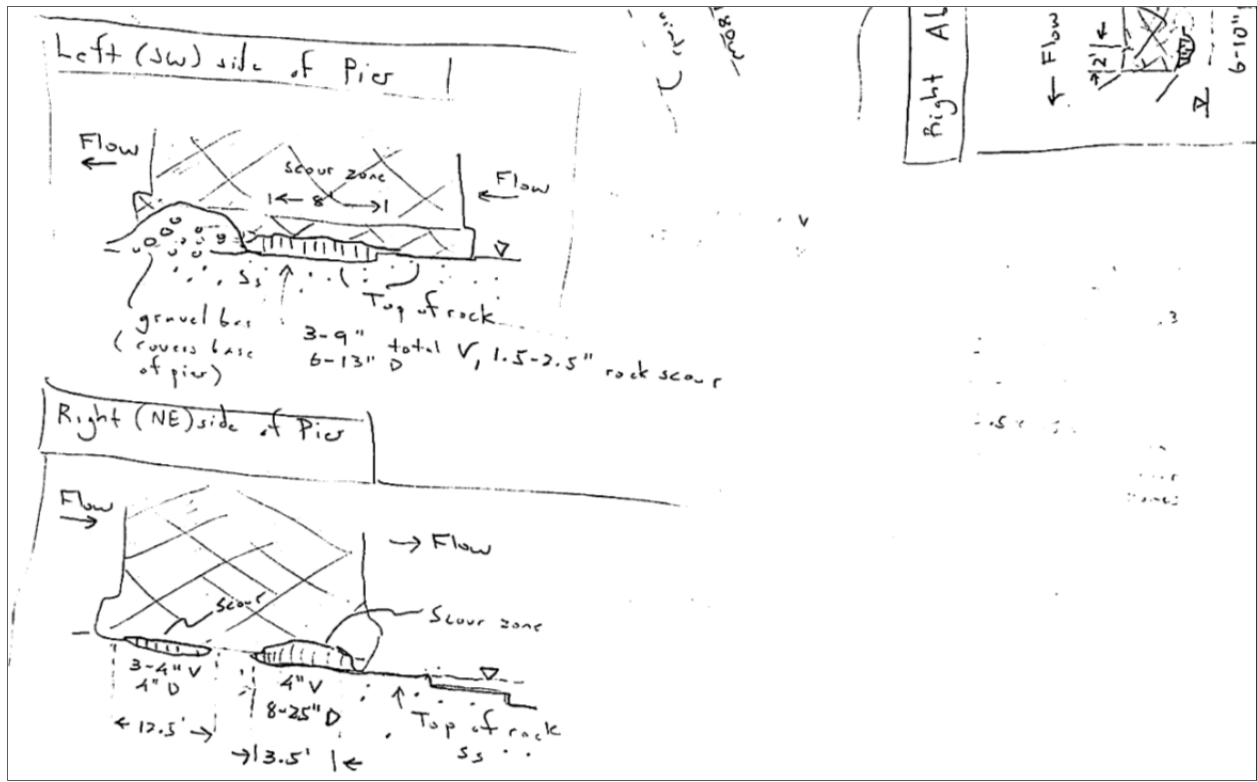 Left (SW) side of Pier
Flow
scour zone
8'
Flow
Ss
Top of rock
gravel bar
(covers base
of pier)
3-9" total V, 1.5-2.5" rock scour
6-13" D
Right (NE) side of Pier
Flow
Flow
Scour
Scour zone
3-4" V
4" D
4" V
8-25" D
12.5'
3.5'
Top of rock
Ss
Right
Flow
2'
6-10"